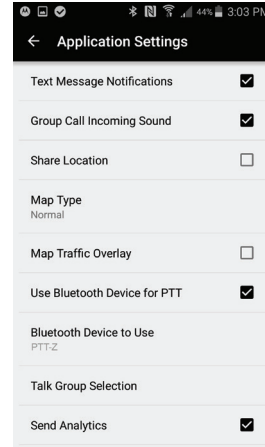 44% 3:03 PM
Application Settings
Text Message Notifications
Group Call Incoming Sound
Share Location
Map Type
Normal
Map Traffic Overlay
Use Bluetooth Device for PTT
Bluetooth Device to Use
PTT-Z
Talk Group Selection
Send Analytics